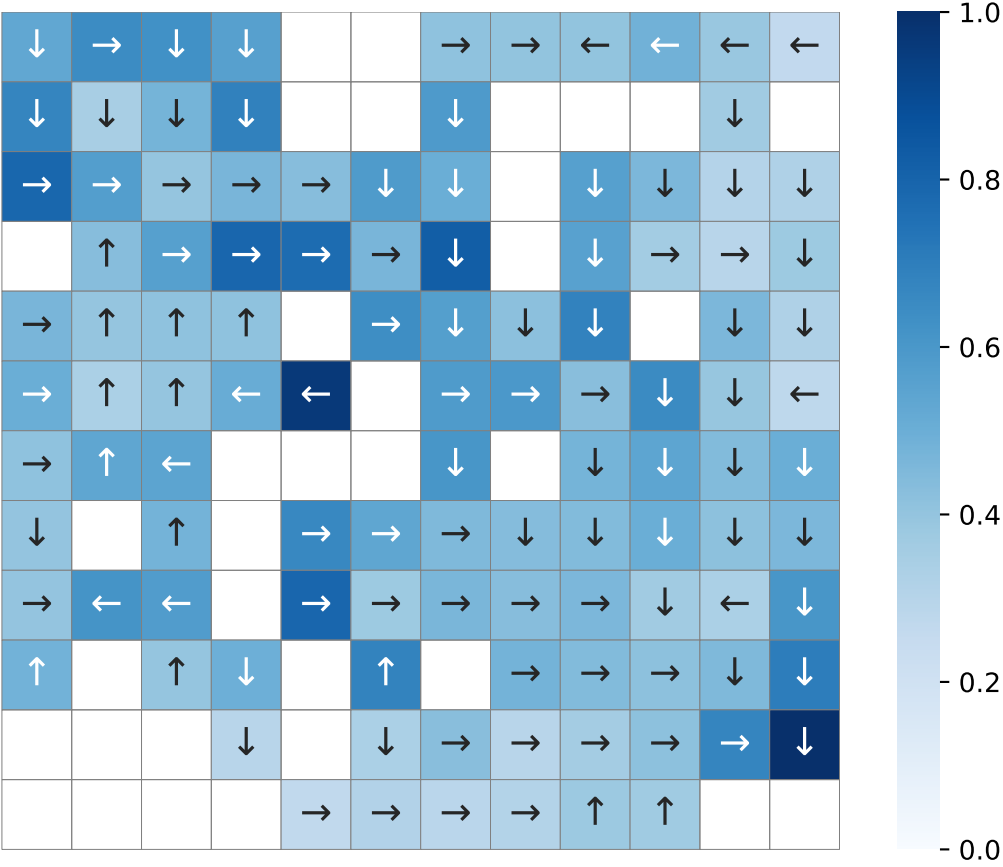 ↓ → ↓ ↓ → → ← ← ← ←
↓ ↓ ↓ ↓ ↓ ↓
→ → → → → ↓ ↓ ↓ ↓ ↓ ↓
↑ → → → → ↓ ↓ → → ↓
→ ↑ ↑ ↑ → ↓ ↓ ↓ ↓ ↓
→ ↑ ↑ ← ← → → → ↓ ↓ ←
→ ↑ ← ↓ ↓ ↓ ↓ ↓
↓ ↑ → → → ↓ ↓ ↓ ↓ ↓
→ ← ← → → → → → ↓ ← ↓
↑ ↑ ↓ ↑ → → → ↓ ↓
↓ ↓ → → → → → ↓
→ → → → ↑ ↑
1.0
0.8
0.6
0.4
0.2
0.0